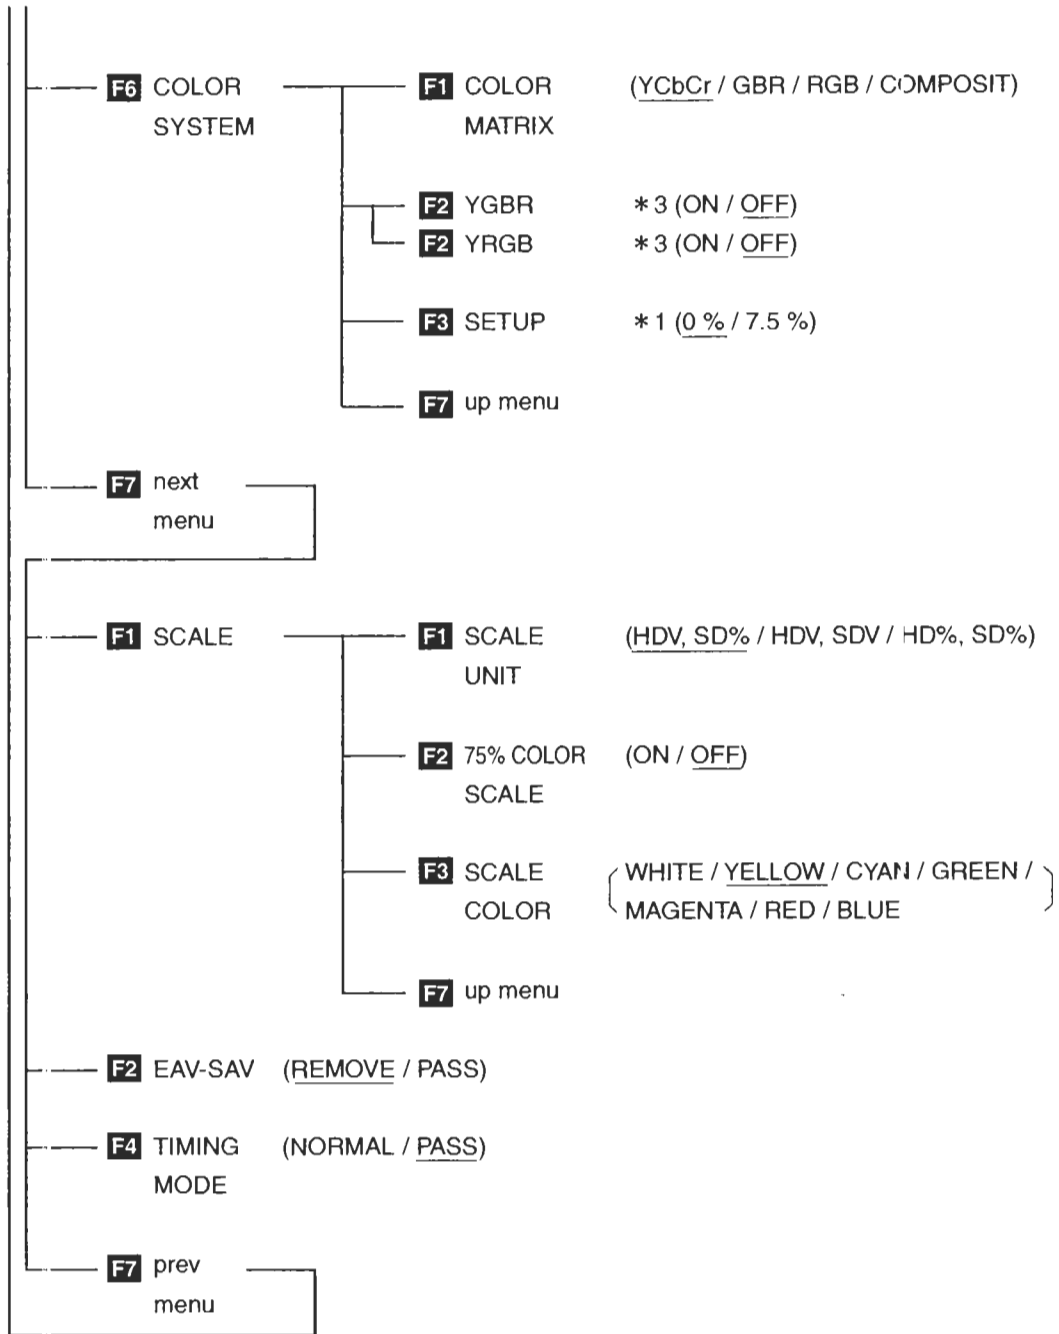 F6 COLOR SYSTEM
F1 COLOR MATRIX (YCbCr / GBR / RGB / COMPOSIT)
F2 YGBR *3 (ON / OFF)
F2 YRGB *3 (ON / OFF)
F3 SETUP *1 (0 % / 7.5 %)
F7 up menu
F7 next menu
F1 SCALE
F1 SCALE UNIT (HDV, SD% / HDV, SDV / HD%, SD%)
F2 75% COLOR SCALE (ON / OFF)
F3 SCALE COLOR (WHITE / YELLOW / CYAN / GREEN / MAGENTA / RED / BLUE)
F7 up menu
F2 EAV-SAV (REMOVE / PASS)
F4 TIMING MODE (NORMAL / PASS)
F7 prev menu